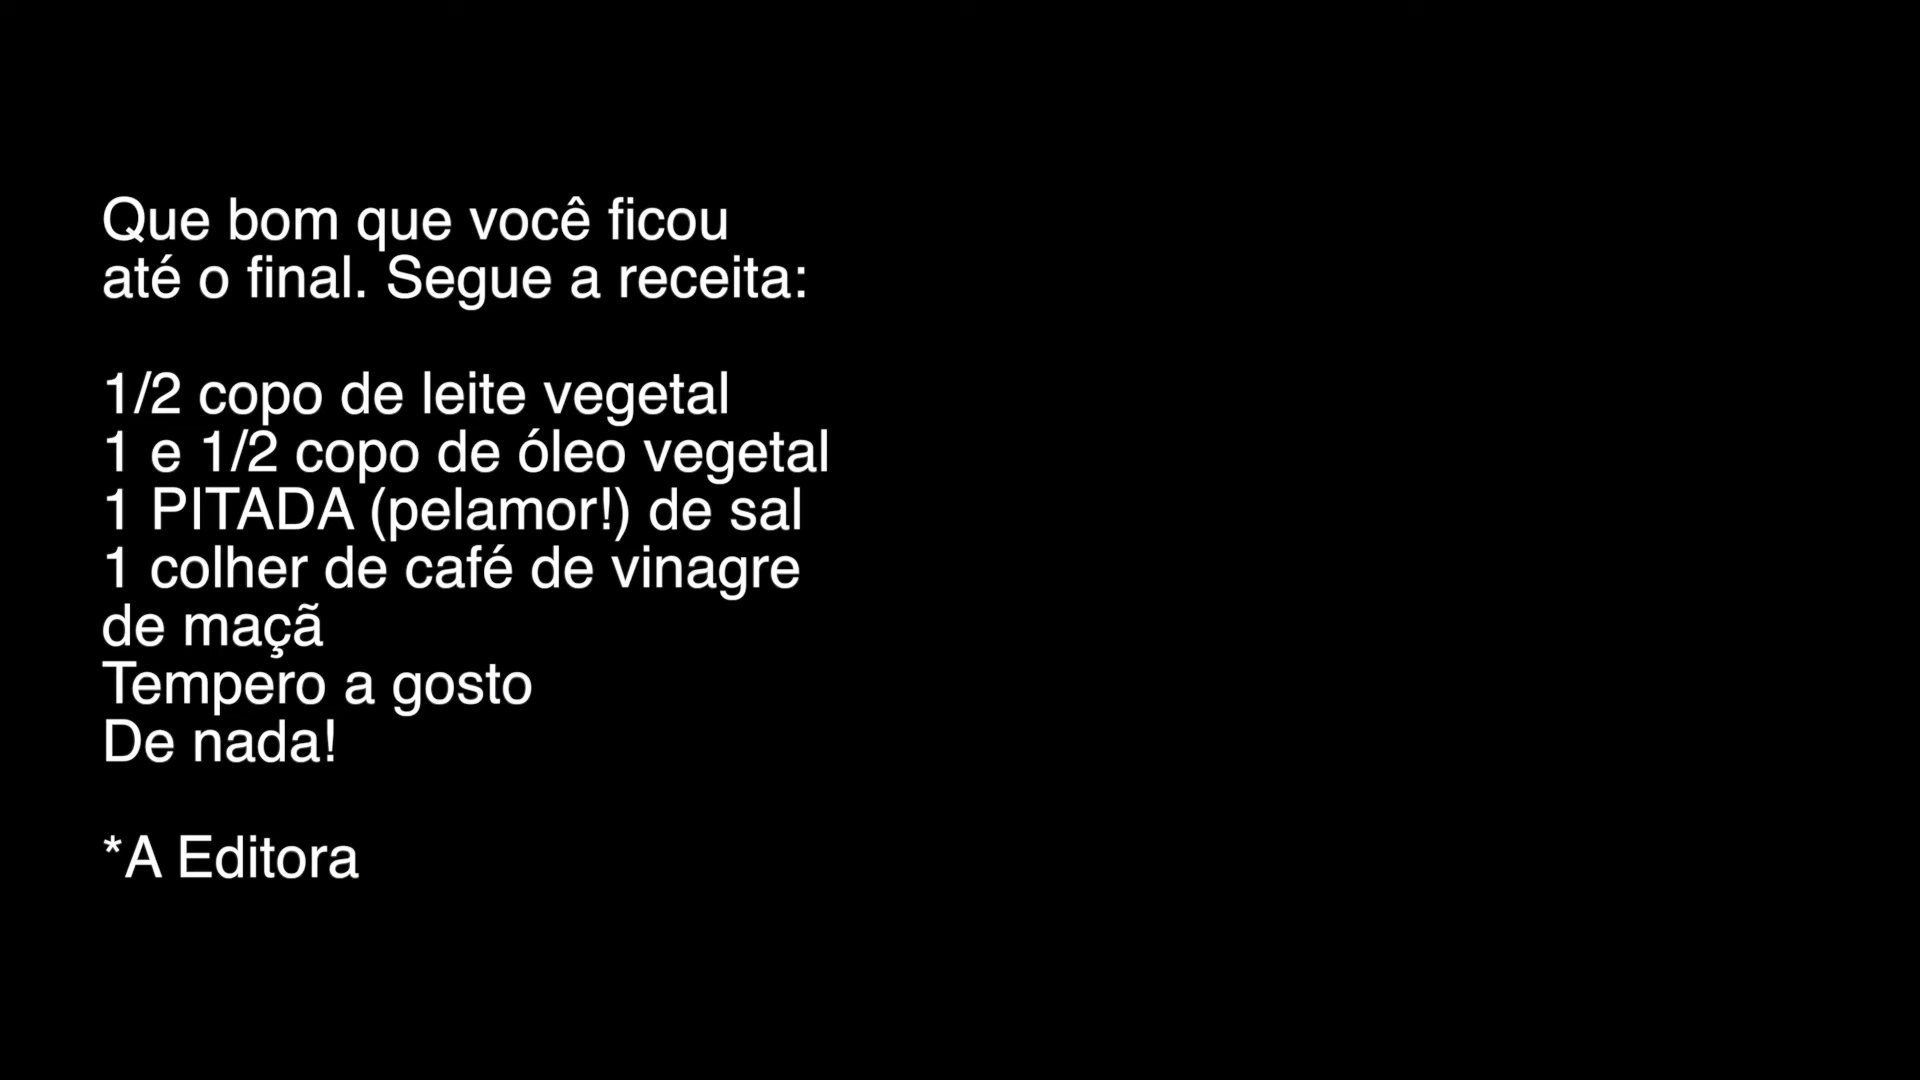 Que bom que você ficou
até o final. Segue a receita:
1/2 copo de leite vegetal
1 e 1/2 copo de óleo vegetal
1 PITADA (pelamor!) de sal
1 colher de café de vinagre
de maçã
Tempero a gosto
De nada!
*A Editora